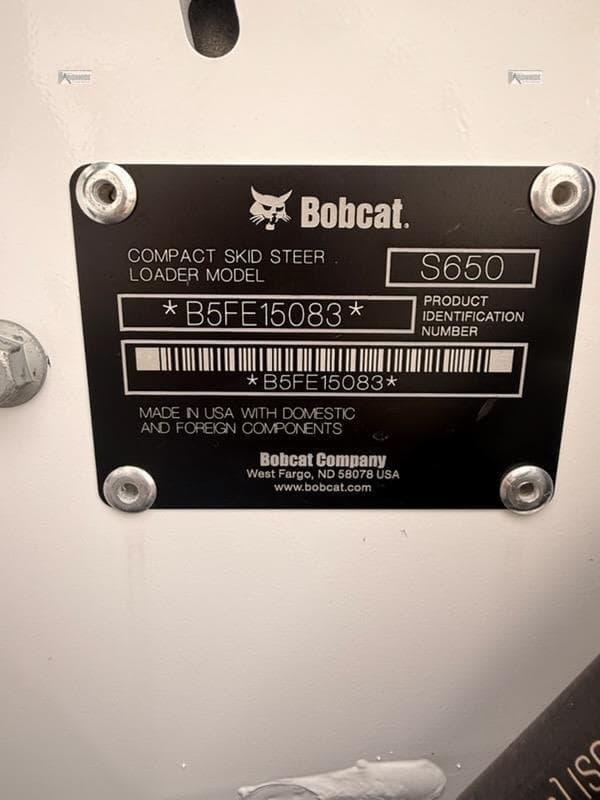 Bobcat.
COMPACT SKID STEER
LOADER MODEL
S650
*B5FE15083*
PRODUCT
IDENTIFICATION
NUMBER
*B5FE15083*
MADE IN USA WITH DOMESTIC
AND FOREIGN COMPONENTS
Bobcat Company
West Fargo, ND 58078 USA
www.bobcat.com